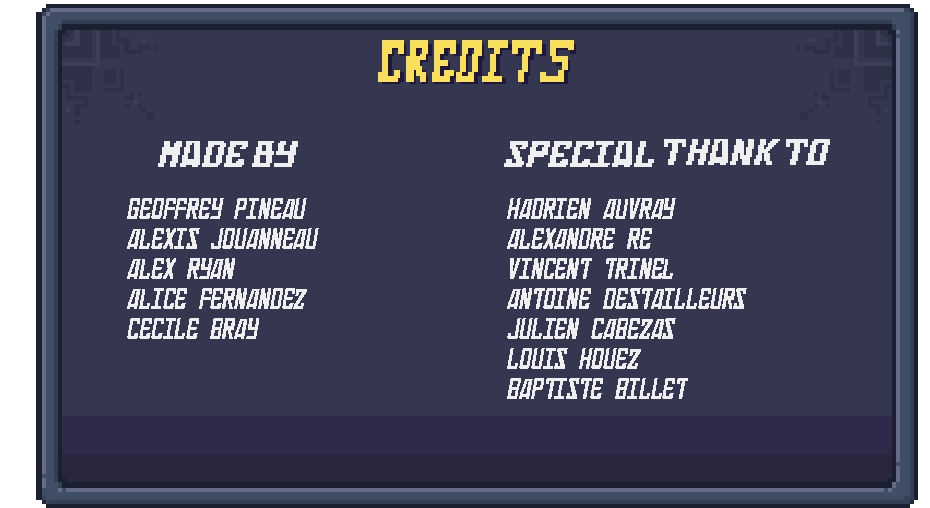 CREDITS
MADE BY
GEOFFREY PINEAU
ALEXIS JOUANNEAU
ALEX RYAN
ALICE FERNANDEZ
CECILE BRAY
SPECIAL THANK TO
HADRIEN AUVRAY
ALEXANDRE RE
VINCENT TRINEL
ANTOINE DESTAILLEURS
JULIEN CABEZAS
LOUIS HOUEZ
BAPTISTE BILLET